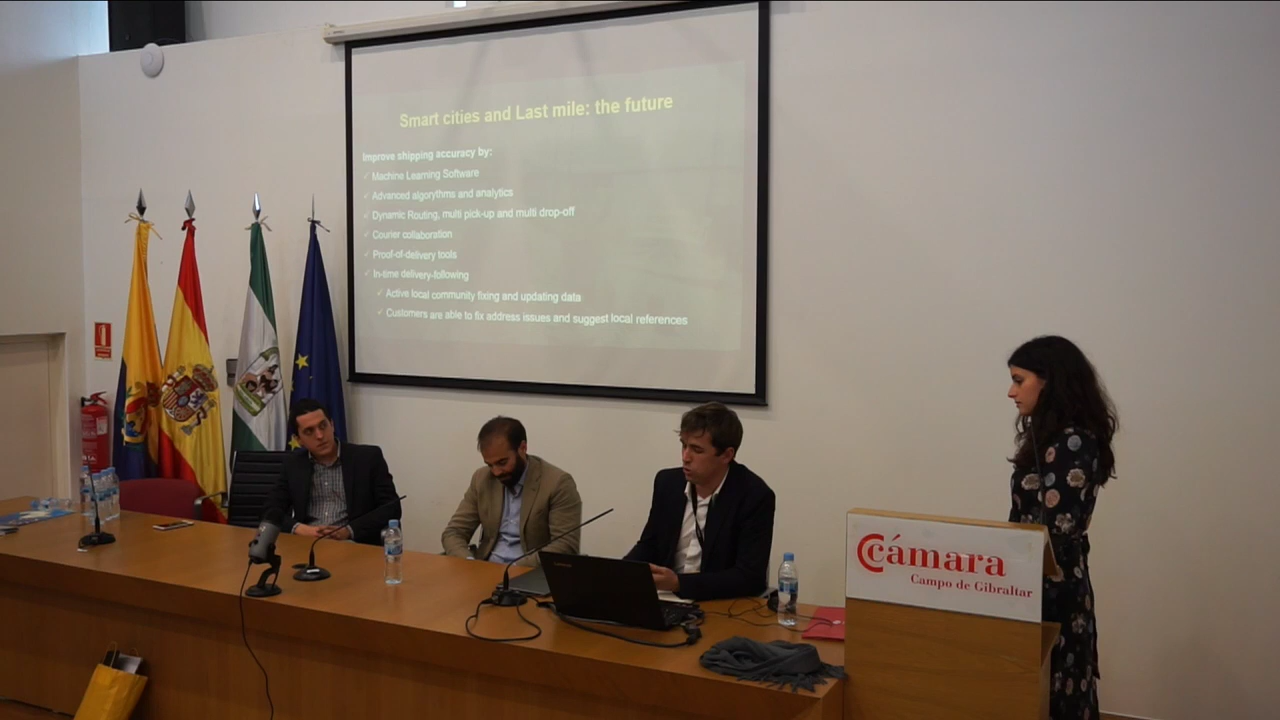 Smart cities and Last mile: the future
Improve shipping accuracy by:
✓ Machine Learning Software
✓ Advanced algorythms and analytics
✓ Dynamic Routing, multi pick-up and multi drop-off
✓ Courier collaboration
✓ Proof-of-delivery tools
✓ In-time delivery-following
✓ Active local community fixing and updating data
✓ Customers are able to fix address issues and suggest local references
Cámara
Campo de Gibraltar